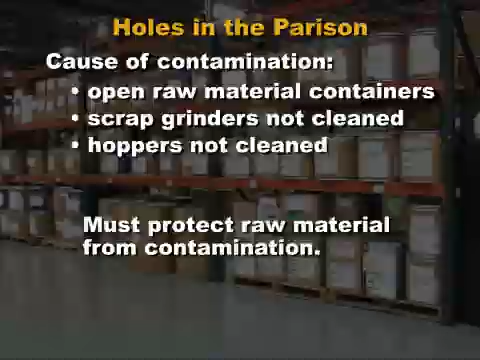 Holes in the Parison
Cause of contamination:
• open raw material containers
• scrap grinders not cleaned
• hoppers not cleaned
Must protect raw material
from contamination.